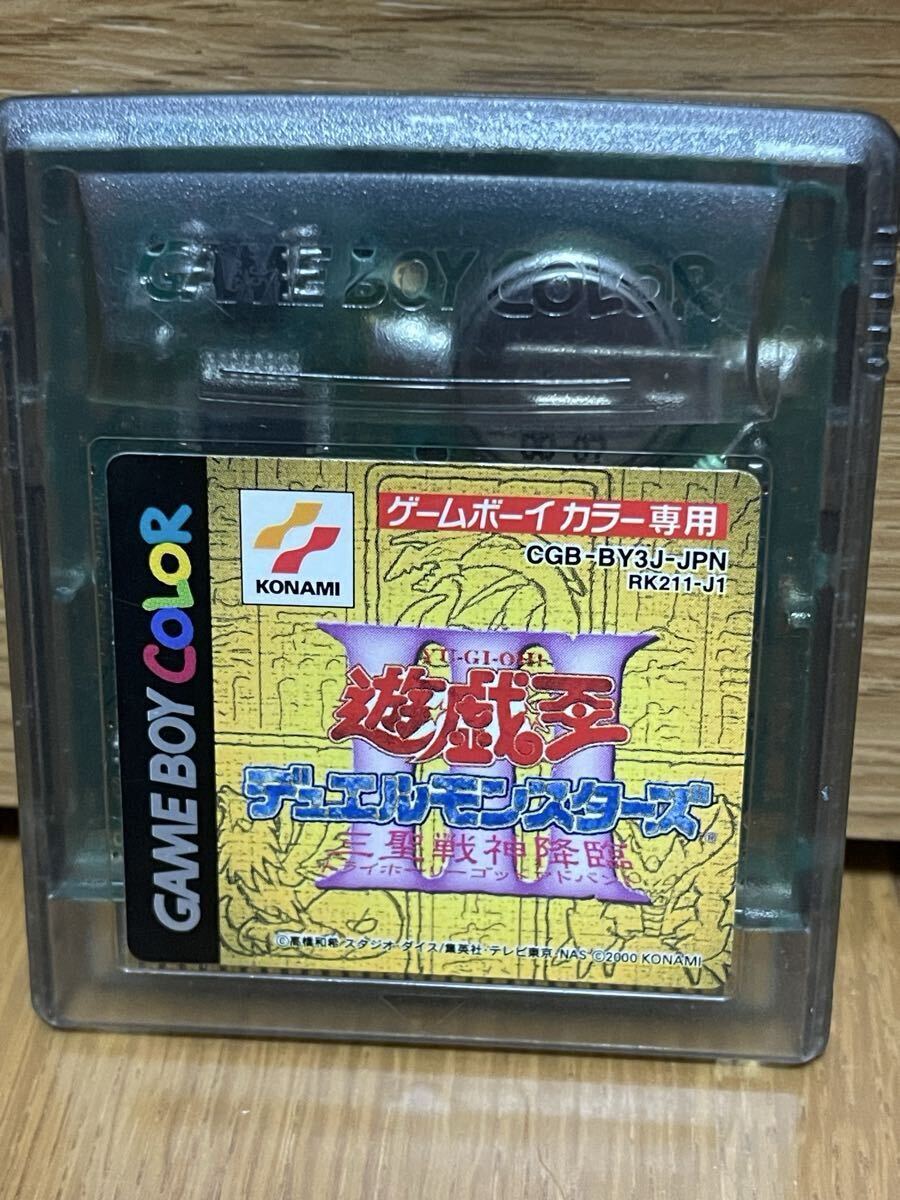 GAME BOY COLOR
GAME BOY COLOR
KONAMI
ゲームボーイカラー専用
CGB-BY3J-JPN
RK211-J1
YU-GI-OH!
遊戯王
III
デュエルモンスターズ®
三聖戦神降臨
©高橋和希 スタジオ・ダイス/集英社・テレビ東京・NAS ©2000 KONAMI